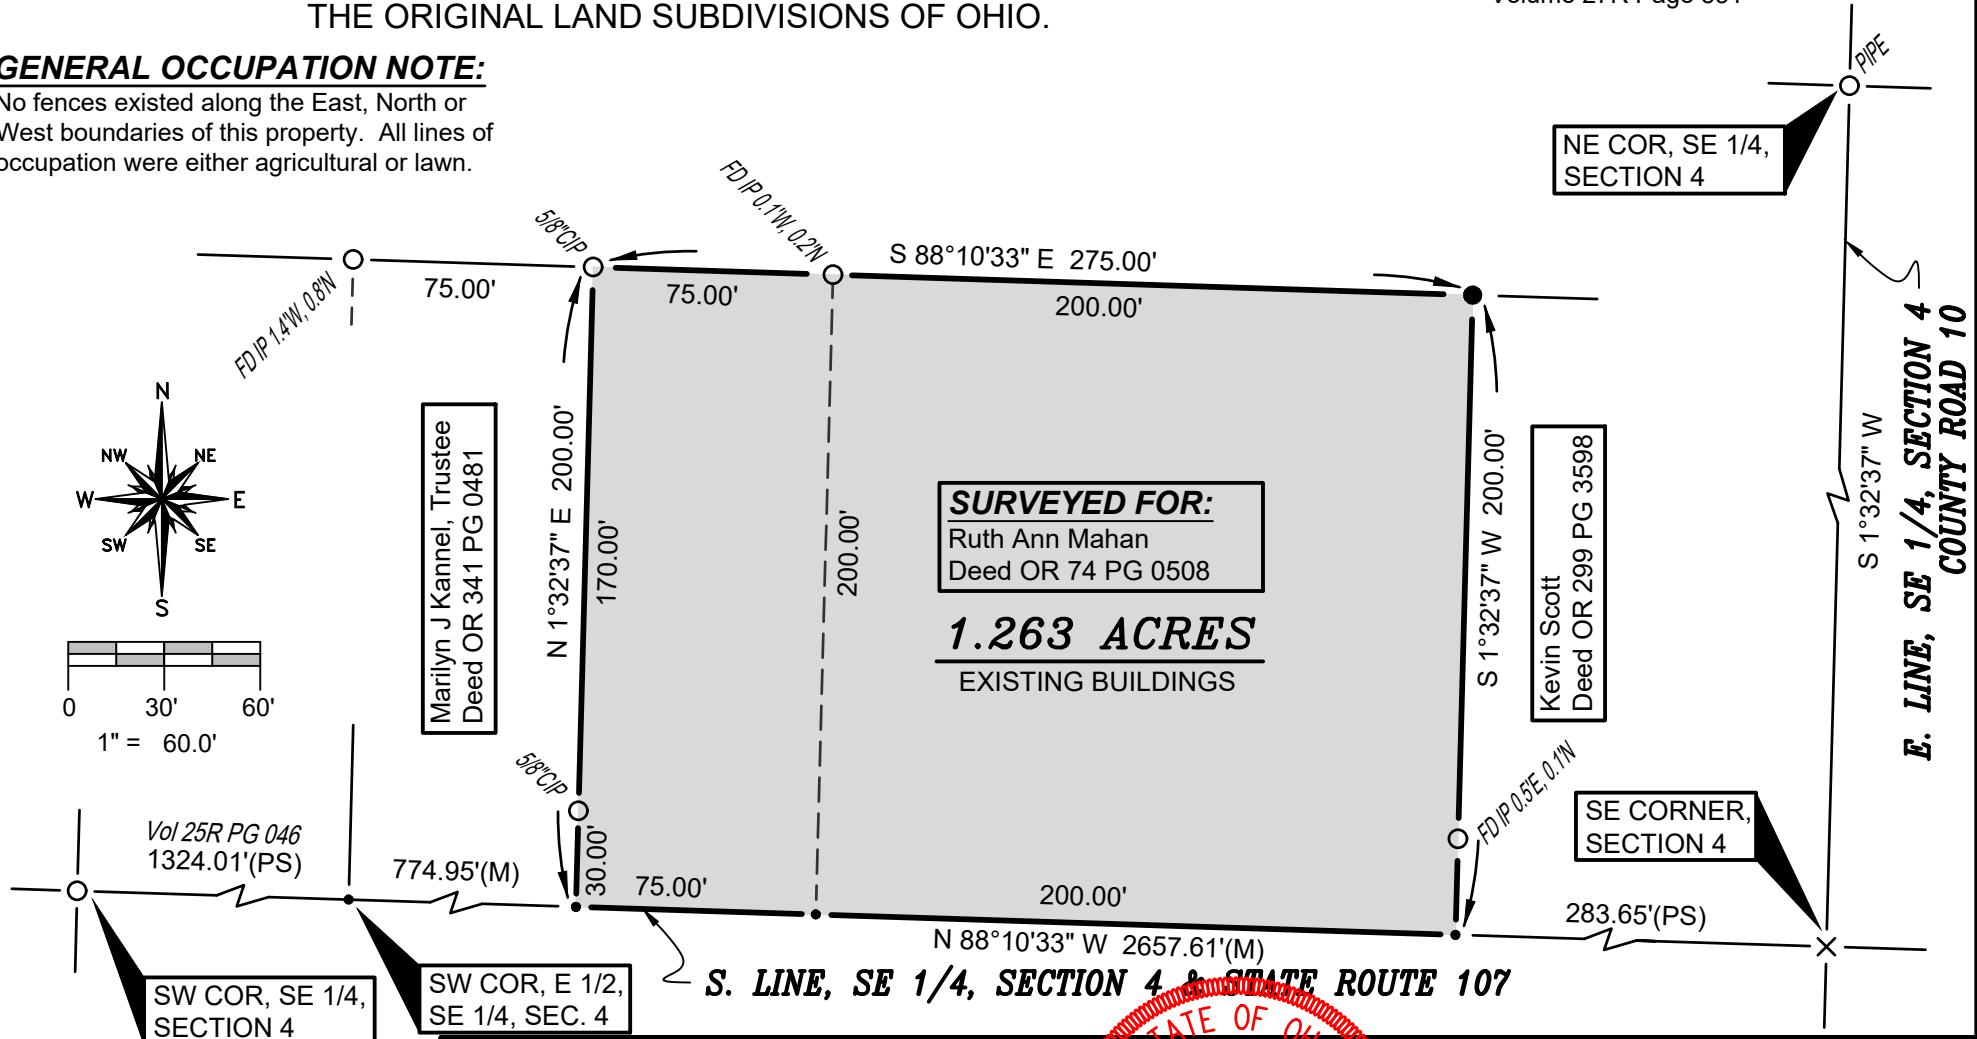 THE ORIGINAL LAND SUBDIVISIONS OF OHIO.
GENERAL OCCUPATION NOTE:
No fences existed along the East, North or
West boundaries of this property.  All lines of
occupation were either agricultural or lawn.
PIPE
NE COR, SE 1/4,
SECTION 4
FD IP 0.1'W, 0.2'N
5/8"CIP
S 88°10'33" E  275.00'
75.00'
75.00'
200.00'
FD IP 1.4'W, 0.8'N
N
NW
NE
W
E
SW
SE
S
0
30'
60'
1" =   60.0'
Marilyn J Kannel, Trustee
Deed OR 341 PG 0481
N 1°32'37" E  200.00'
170.00'
200.00'
SURVEYED FOR:
Ruth Ann Mahan
Deed OR 74 PG 0508
1.263 ACRES
EXISTING BUILDINGS
S 1°32'37" W  200.00'
Kevin Scott
Deed OR 299 PG 3598
S 1°32'37" W
E. LINE, SE 1/4, SECTION 4
COUNTY ROAD 10
5/8"CIP
FD IP 0.5'E, 0.1'N
SE CORNER,
SECTION 4
Vol 25R PG 046
1324.01'(PS)
774.95'(M)
30.00'
75.00'
200.00'
283.65'(PS)
N 88°10'33" W  2657.61'(M)
S. LINE, SE 1/4, SECTION 4 & STATE ROUTE 107
SW COR, SE 1/4,
SECTION 4
SW COR, E 1/2,
SE 1/4, SEC. 4
OF